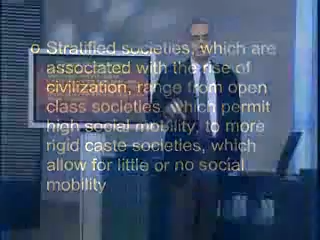 o Stratified societies, which are
associated with the rise of
civilization, range from open
class societies, which permit
high social mobility, to more
rigid caste societies, which
allow for little or no social
mobility